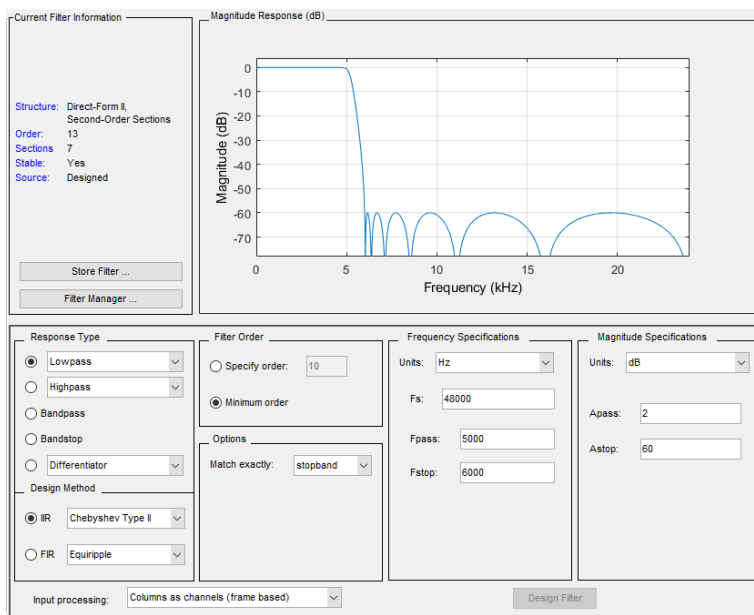 Current Filter Information
Structure: Direct-Form II,
Second-Order Sections
Order: 13
Sections 7
Stable: Yes
Source: Designed
Store Filter ...
Filter Manager ...
Magnitude Response (dB)
0
-10
-20
-30
-40
-50
-60
-70
Magnitude (dB)
0 5 10 15 20
Frequency (kHz)
Response Type
Lowpass
Highpass
Bandpass
Bandstop
Differentiator
Design Method
IIR Chebyshev Type II
FIR Equiripple
Filter Order
Specify order: 10
Minimum order
Options
Match exactly: stopband
Frequency Specifications
Units: Hz
Fs: 48000
Fpass: 5000
Fstop: 6000
Magnitude Specifications
Units: dB
Apass: 2
Astop: 60
Input processing: Columns as channels (frame based)
Design Filter